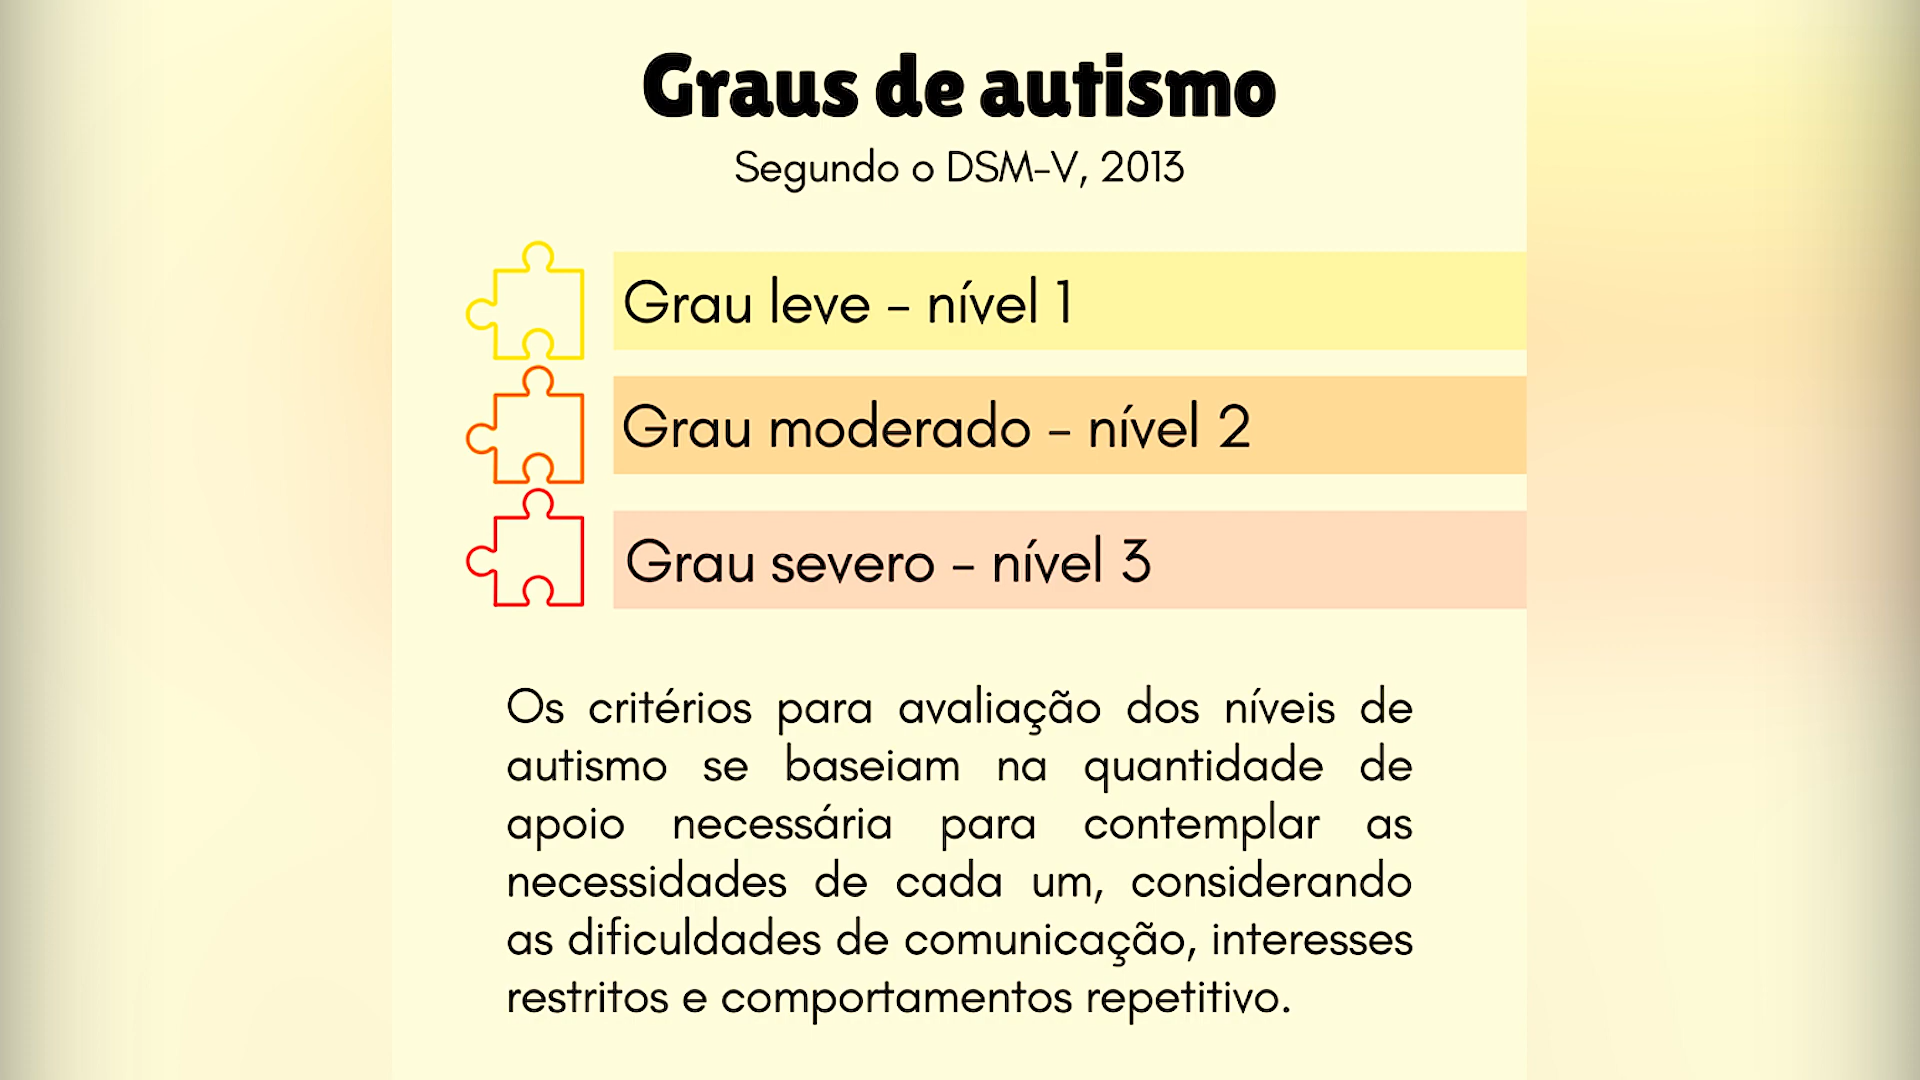 Graus de autismo
Segundo o DSM-V, 2013
Grau leve - nível 1
Grau moderado - nível 2
Grau severo - nível 3
Os critérios para avaliação dos níveis de
autismo se baseiam na quantidade de
apoio necessária para contemplar as
necessidades de cada um, considerando
as dificuldades de comunicação, interesses
restritos e comportamentos repetitivo.